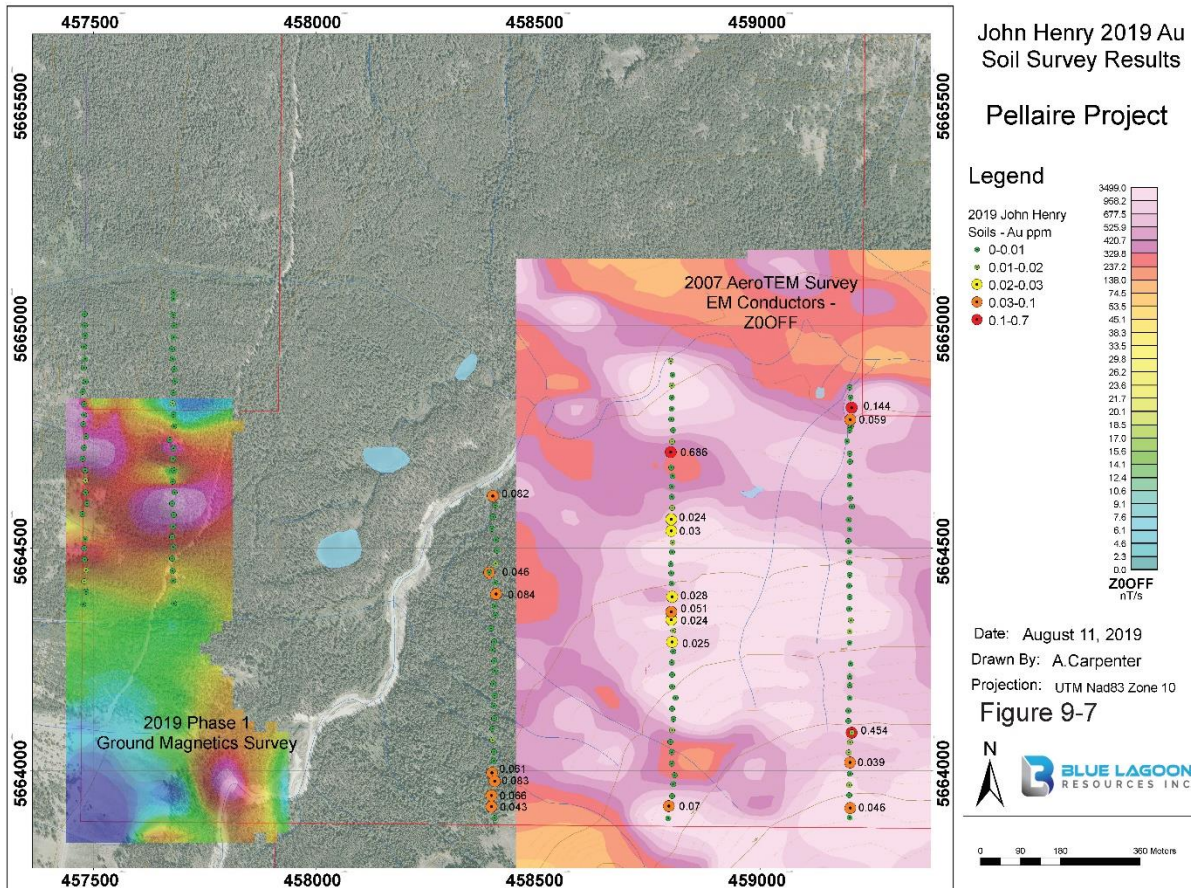 457500 458000 458500 459000
5665500 5665500
5665000 5665000
5664500 5664500
5664000 5664000
2007 AeroTEM Survey
EM Conductors -
Z0OFF
0.144
0.059
0.686
0.082
0.024
0.03
0.046
0.084
0.028
0.051
0.024
0.025
2019 Phase 1
Ground Magnetics Survey
0.454
0.061
0.083
0.066
0.043
0.039
0.07
0.046
457500 458000 458500 459000
John Henry 2019 Au
Soil Survey Results
Pellaire Project
Legend
2019 John Henry
Soils - Au ppm
0-0.01
0.01-0.02
0.02-0.03
0.03-0.1
0.1-0.7
3499.0
958.2
677.5
525.9
420.7
329.8
237.2
138.0
74.5
53.5
45.1
38.3
33.5
29.8
26.2
23.6
21.7
20.1
18.5
17.0
15.6
14.1
12.4
10.6
9.1
7.6
6.1
4.6
2.3
0.0
Z0OFF
nT/s
Date: August 11, 2019
Drawn By: A.Carpenter
Projection: UTM Nad83 Zone 10
Figure 9-7
N
BLUE LAGOON
RESOURCES INC
0 90 180 360 Meters